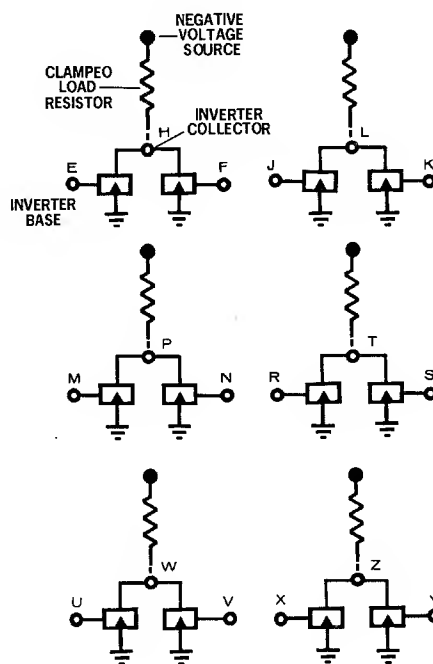 NEGATIVE
VOLTAGE
SOURCE
CLAMPEO
LOAD
RESISTOR
H
INVERTER
COLLECTOR
L
E
F
J
K
INVERTER
BASE
P
T
M
N
R
S
W
Z
U
V
X
Y